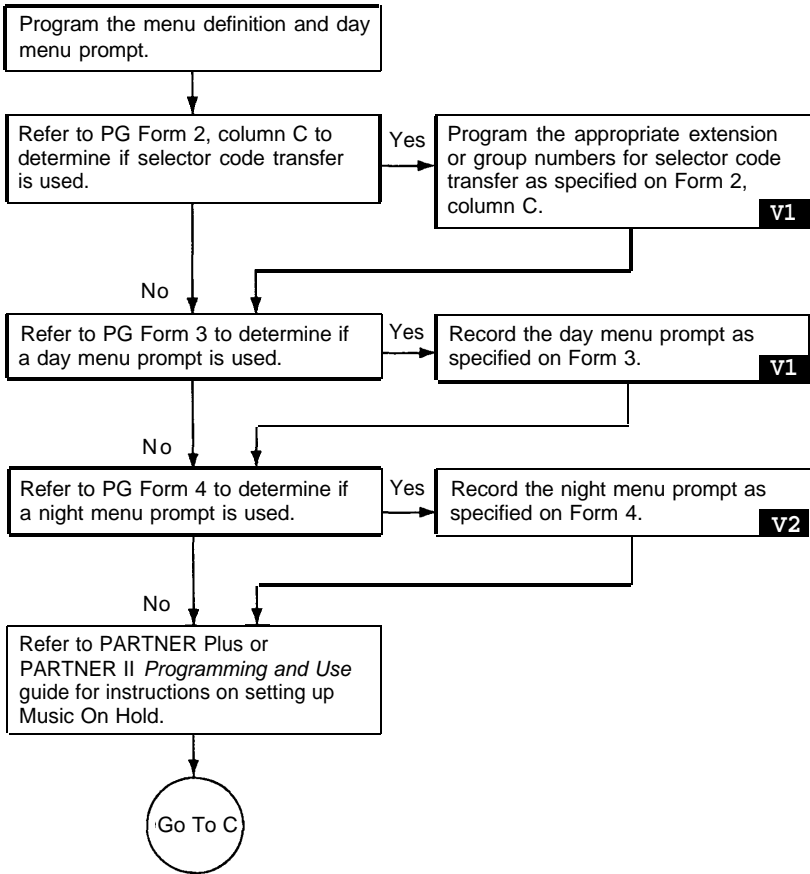 Program the menu definition and day
menu prompt.
Refer to PG Form 2, column C to
determine if selector code transfer
is used.
Yes
Program the appropriate extension
or group numbers for selector code
transfer as specified on Form 2,
column C.
V1
No
Refer to PG Form 3 to determine if
a day menu prompt is used.
Yes
Record the day menu prompt as
specified on Form 3.
V1
No
Refer to PG Form 4 to determine if
a night menu prompt is used.
Yes
Record the night menu prompt as
specified on Form 4.
V2
No
Refer to PARTNER Plus or
PARTNER II Programming and Use
guide for instructions on setting up
Music On Hold.
Go To C